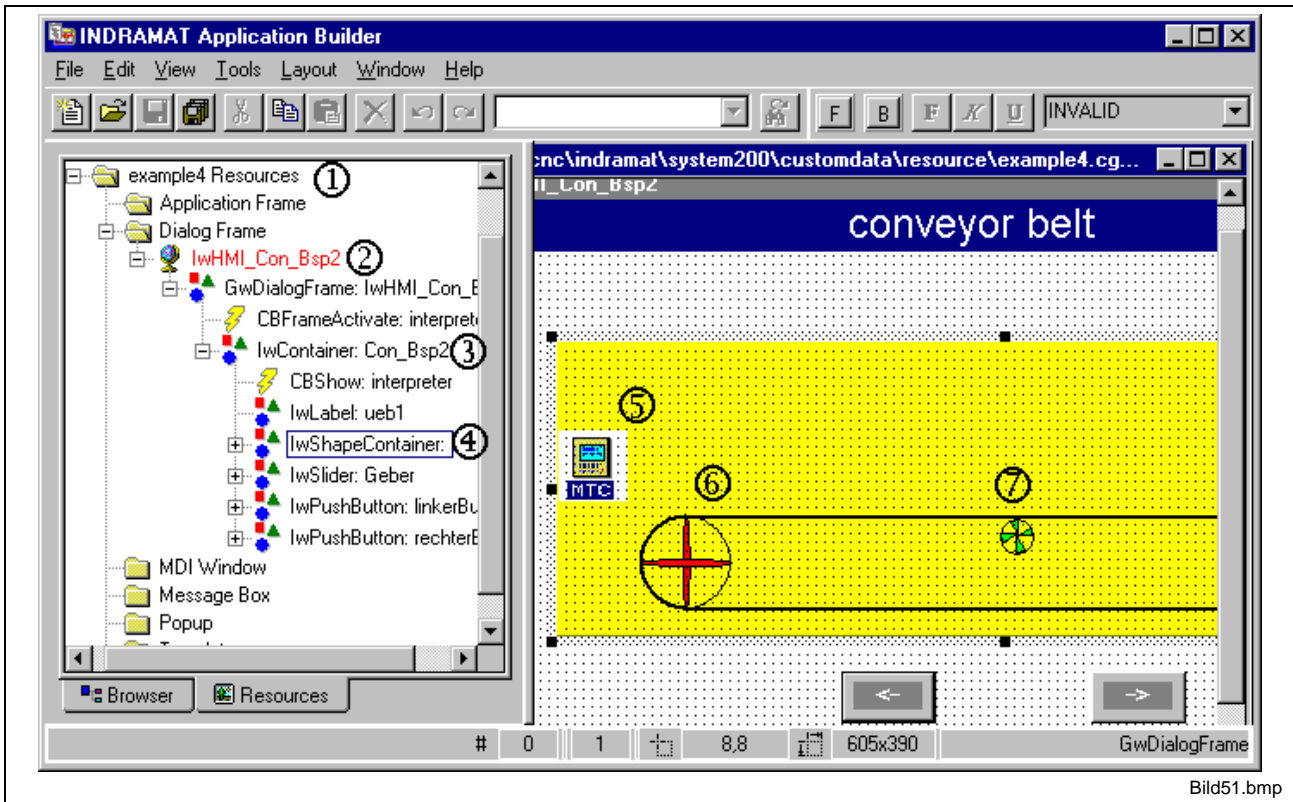 INDRAMAT Application Builder
File Edit View Tools Layout Window Help
F B F K U INVALID
example4 Resources ①
Application Frame
Dialog Frame
IwHMI_Con_Bsp2 ②
GwDialogFrame: IwHMI_Con_E
CBFrameActivate: interprete
IwContainer: Con_Bsp2 ③
CBShow: interpreter
IwLabel: ueb1
IwShapeContainer: ④
IwSlider: Geber
IwPushButton: linkerBu
IwPushButton: rechterB
MDI Window
Message Box
Popup
Browser Resources
cnc\indramat\system200\customdata\resource\example4.cg...
MI_Con_Bsp2
conveyor belt
⑤
MTC
⑥
⑦
<-
->
# 0 1 8,8 605x390 GwDialogFrame
Bild51.bmp